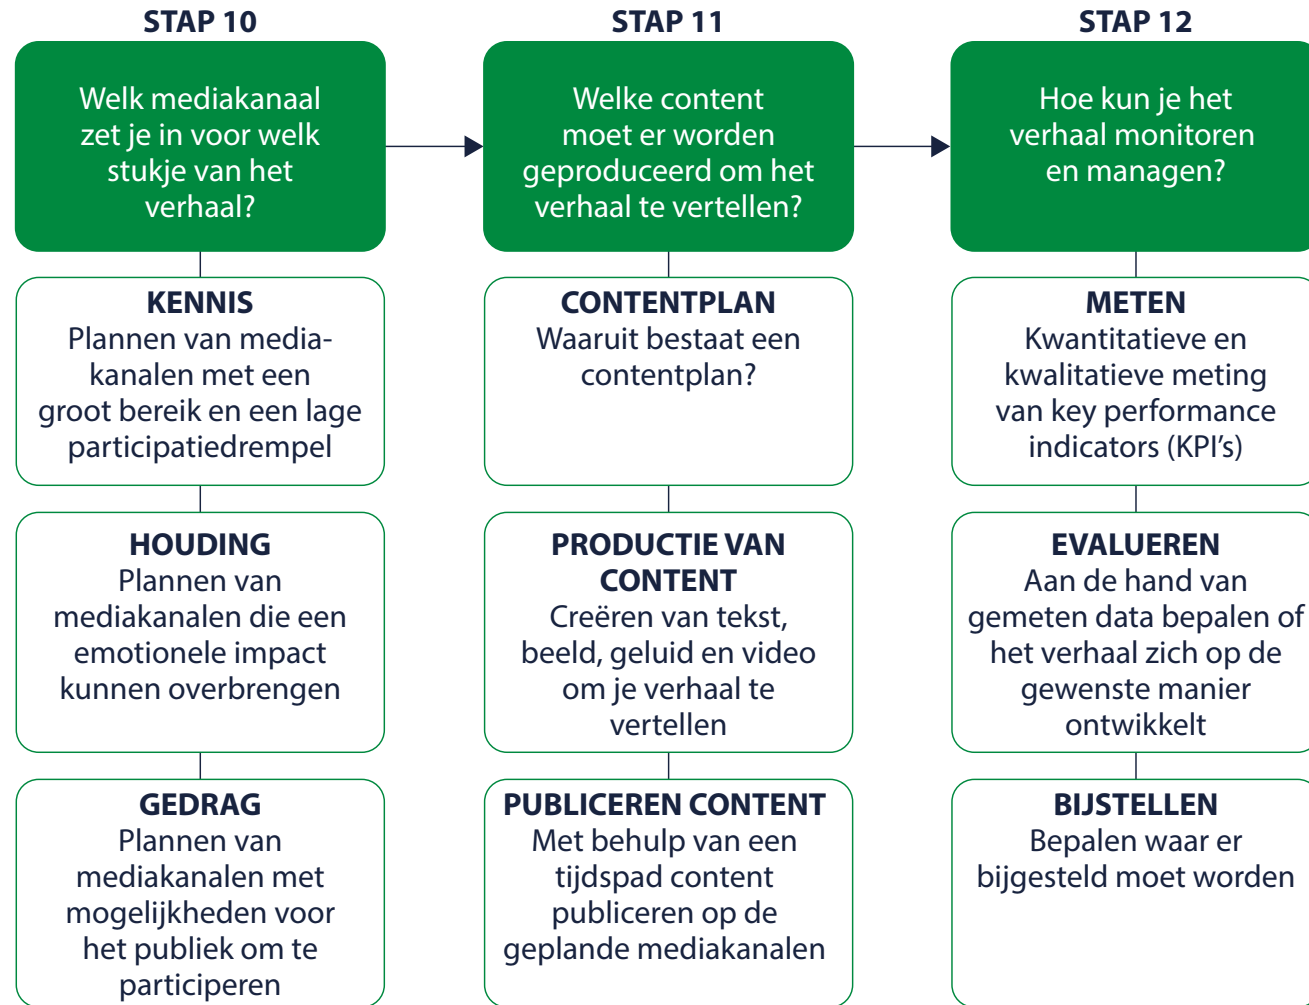 STAP 10
Welk mediakanaal
zet je in voor welk
stukje van het
verhaal?
KENNIS
Plannen van media-
kanalen met een
groot bereik en een lage
participatiedrempel
HOUDING
Plannen van
mediakanalen die een
emotionele impact
kunnen overbrengen
GEDRAG
Plannen van
mediakanalen met
mogelijkheden voor
het publiek om te
participeren
STAP 11
Welke content
moet er worden
geproduceerd om het
verhaal te vertellen?
CONTENTPLAN
Waaruit bestaat een
contentplan?
PRODUCTIE VAN
CONTENT
Creëren van tekst,
beeld, geluid en video
om je verhaal te
vertellen
PUBLICEREN CONTENT
Met behulp van een
tijdspad content
publiceren op de
geplande mediakanalen
STAP 12
Hoe kun je het
verhaal monitoren
en managen?
METEN
Kwantitatieve en
kwalitatieve meting
van key performance
indicators (KPI’s)
EVALUEREN
Aan de hand van
gemeten data bepalen of
het verhaal zich op de
gewenste manier
ontwikkelt
BIJSTELLEN
Bepalen waar er
bijgesteld moet worden